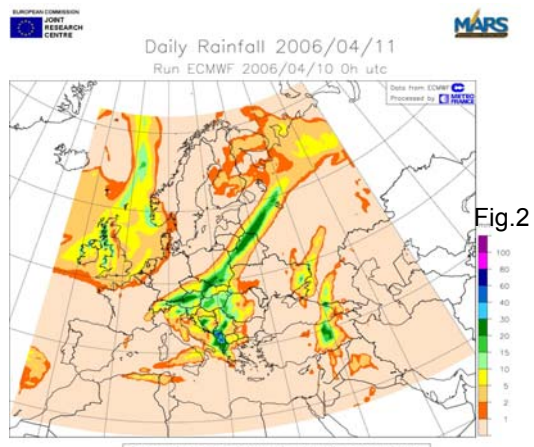 EUROPEAN COMMISSION
JOINT
RESEARCH
CENTRE
MARS
Daily Rainfall 2006/04/11
Run ECMWF 2006/04/10 0h utc
Data from ECMWF
Processed by METEO
FRANCE
Fig.2
100
80
60
40
30
20
15
10
5
2
1